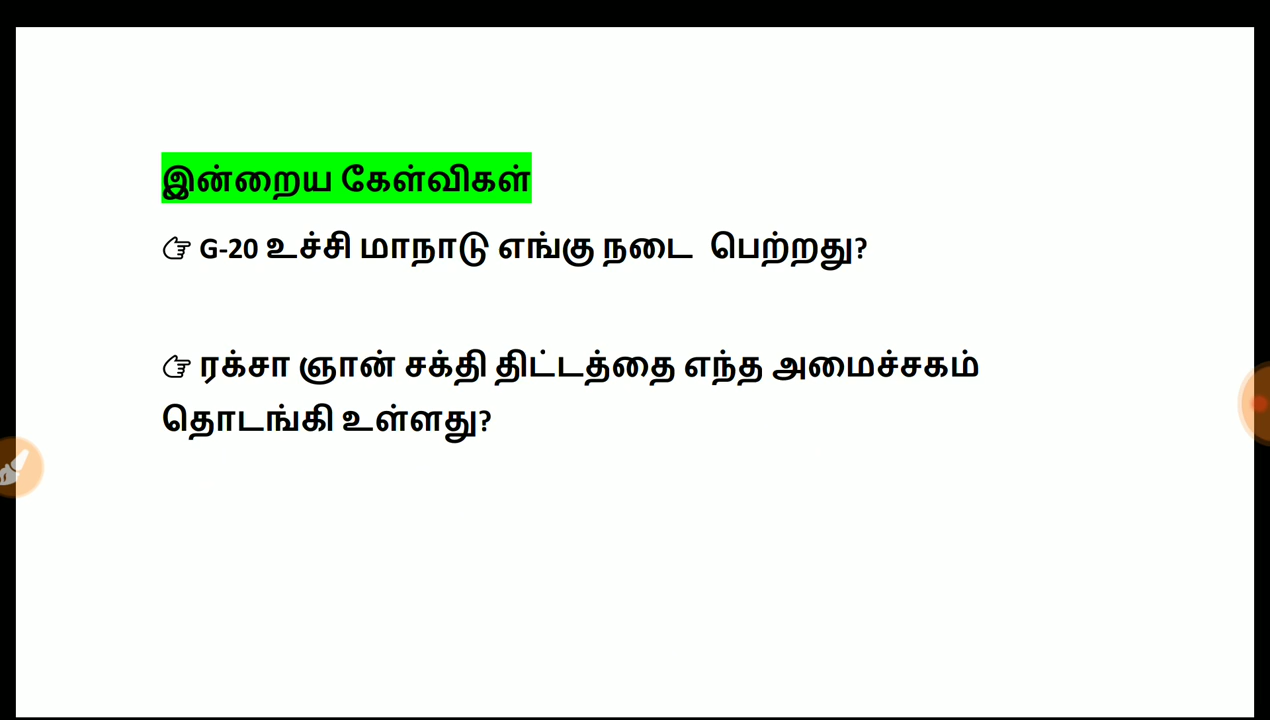 இன்றைய கேள்விகள்
👉 G-20 உச்சி மாநாடு எங்கு நடை பெற்றது?
👉 ரக்சா ஞான் சக்தி திட்டத்தை எந்த அமைச்சகம்
தொடங்கி உள்ளது?